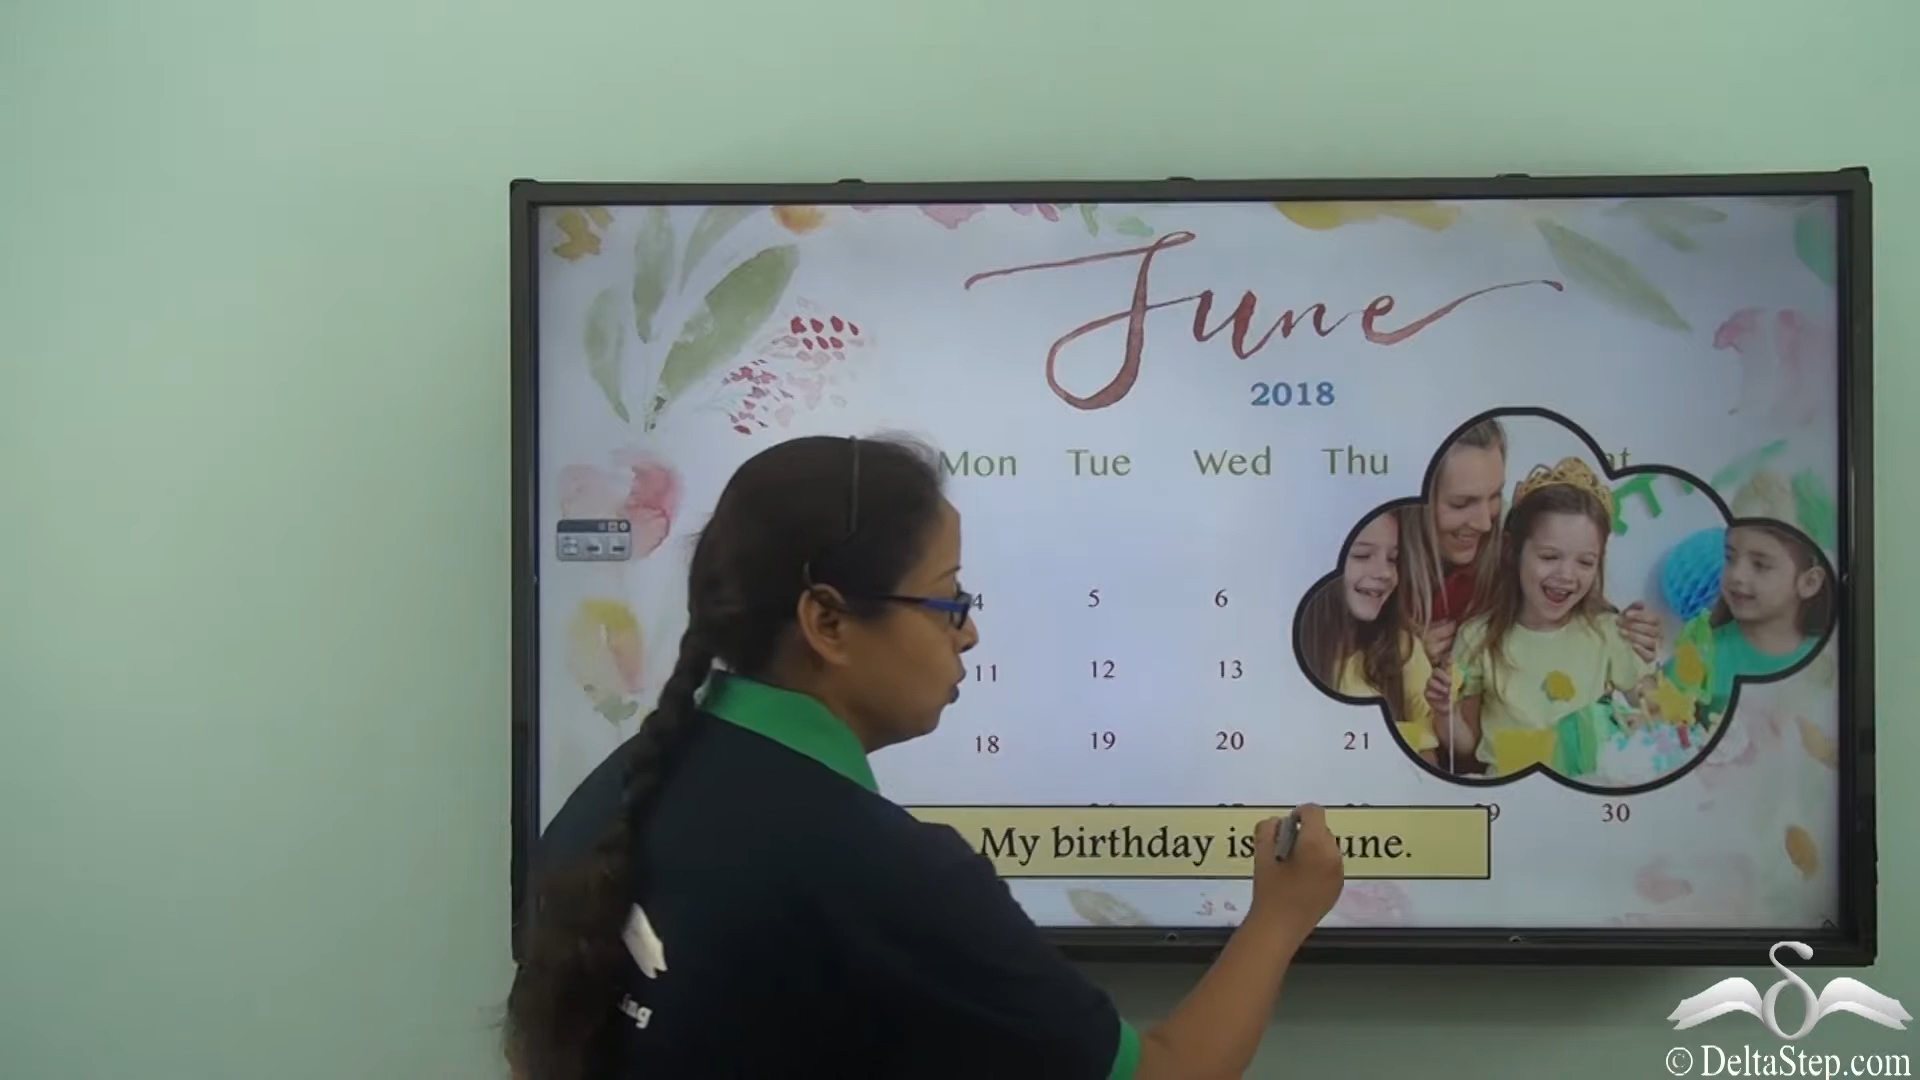 June
2018
Mon Tue Wed Thu
4 5 6
11 12 13
18 19 20 21
30
My birthday is June.
© DeltaStep.com